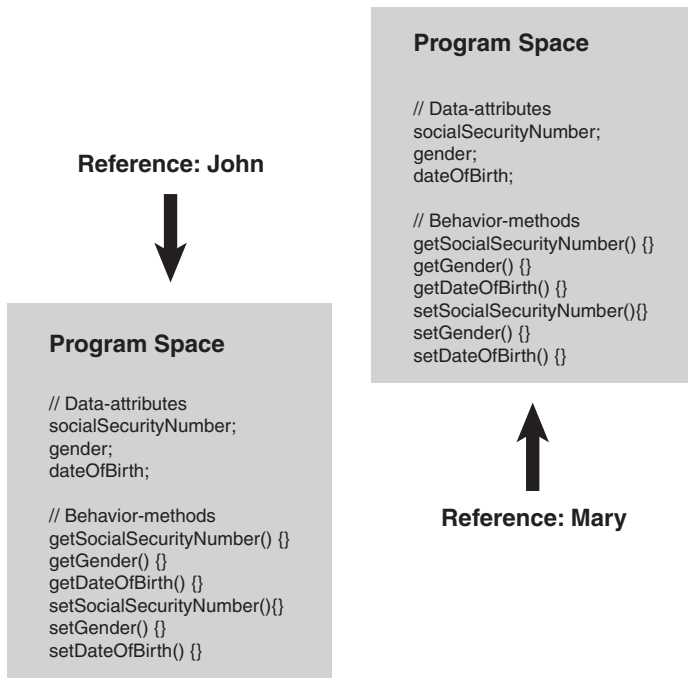 Reference: John
Program Space
// Data-attributes
socialSecurityNumber;
gender;
dateOfBirth;
// Behavior-methods
getSocialSecurityNumber() {}
getGender() {}
getDateOfBirth() {}
setSocialSecurityNumber(){}
setGender() {}
setDateOfBirth() {}
Program Space
// Data-attributes
socialSecurityNumber;
gender;
dateOfBirth;
// Behavior-methods
getSocialSecurityNumber() {}
getGender() {}
getDateOfBirth() {}
setSocialSecurityNumber(){}
setGender() {}
setDateOfBirth() {}
Reference: Mary